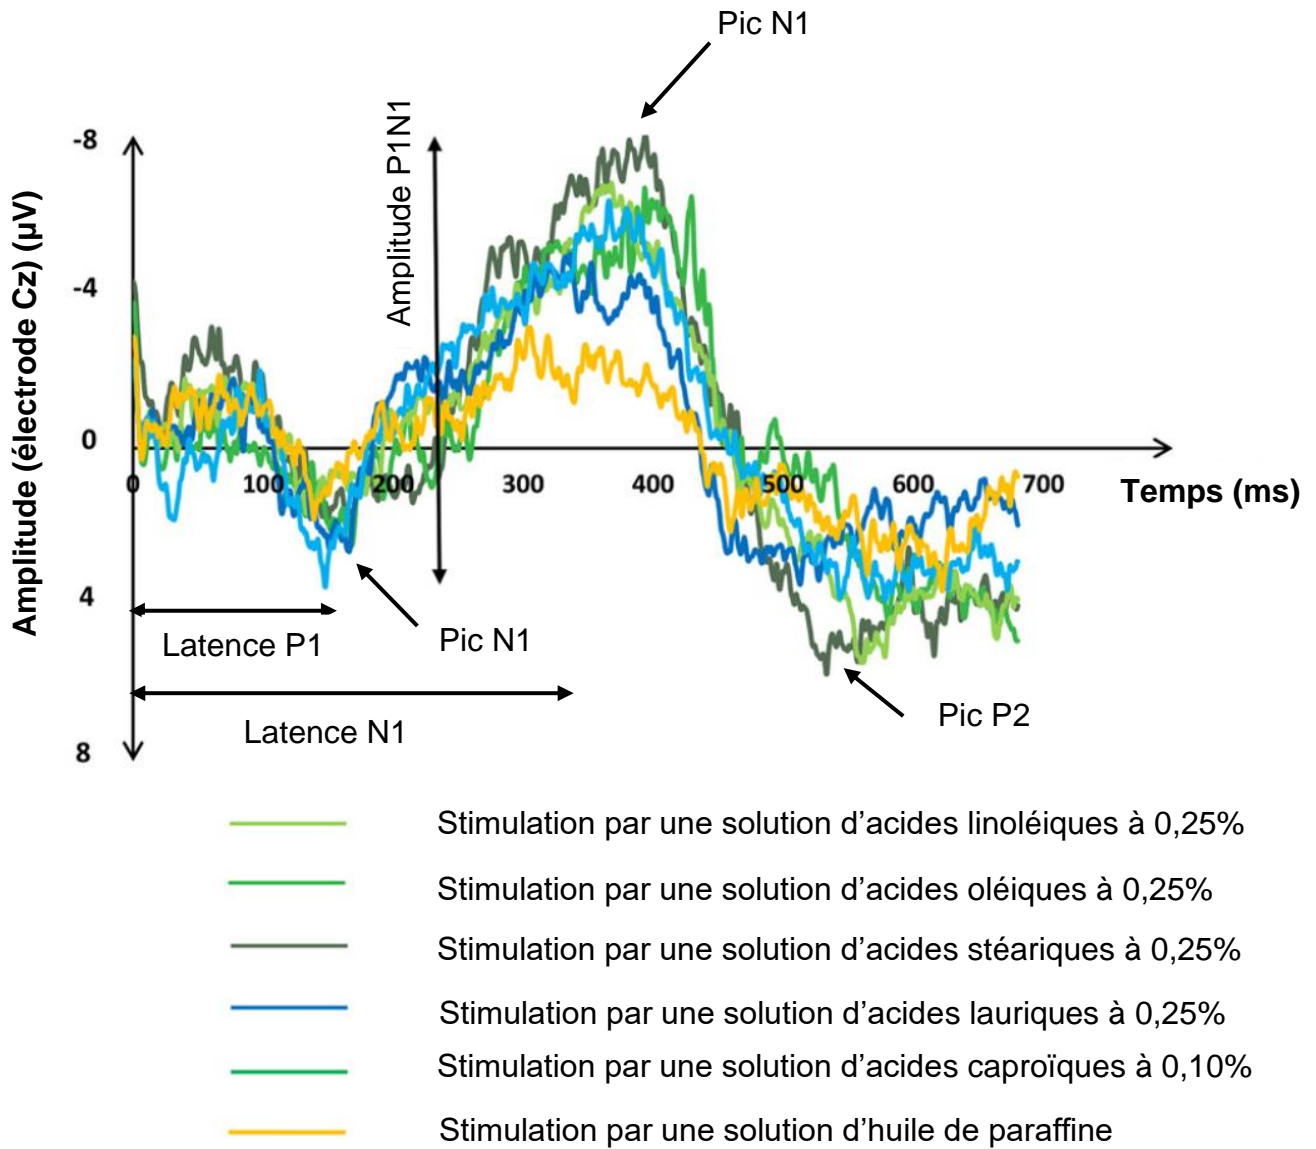 Pic N1
Amplitude P1N1
Amplitude (électrode Cz) (µV)
-8
-4
0
4
8
0 100 200 300 400 500 600 700
Temps (ms)
Latence P1
Pic N1
Latence N1
Pic P2
Stimulation par une solution d’acides linoléiques à 0,25%
Stimulation par une solution d’acides oléiques à 0,25%
Stimulation par une solution d’acides stéariques à 0,25%
Stimulation par une solution d’acides lauriques à 0,25%
Stimulation par une solution d’acides caproïques à 0,10%
Stimulation par une solution d’huile de paraffine